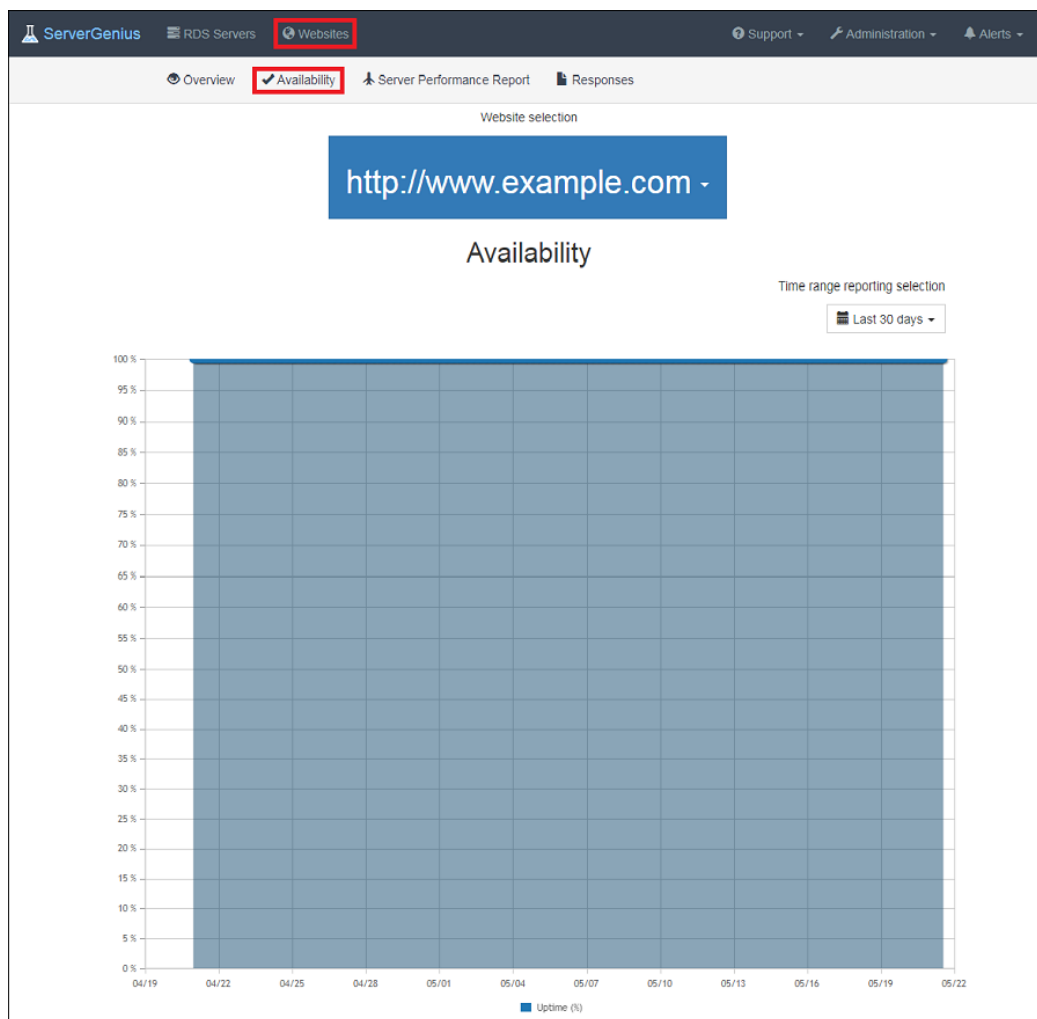 ServerGenius RDS Servers Websites Support Administration Alerts
Overview Availability Server Performance Report Responses
Website selection
http://www.example.com
Availability
Time range reporting selection
Last 30 days
100 %
95 %
90 %
85 %
80 %
75 %
70 %
65 %
60 %
55 %
50 %
45 %
40 %
35 %
30 %
25 %
20 %
15 %
10 %
5 %
0 %
04/19 04/22 04/25 04/28 05/01 05/04 05/07 05/10 05/13 05/16 05/19 05/22
Uptime (%)